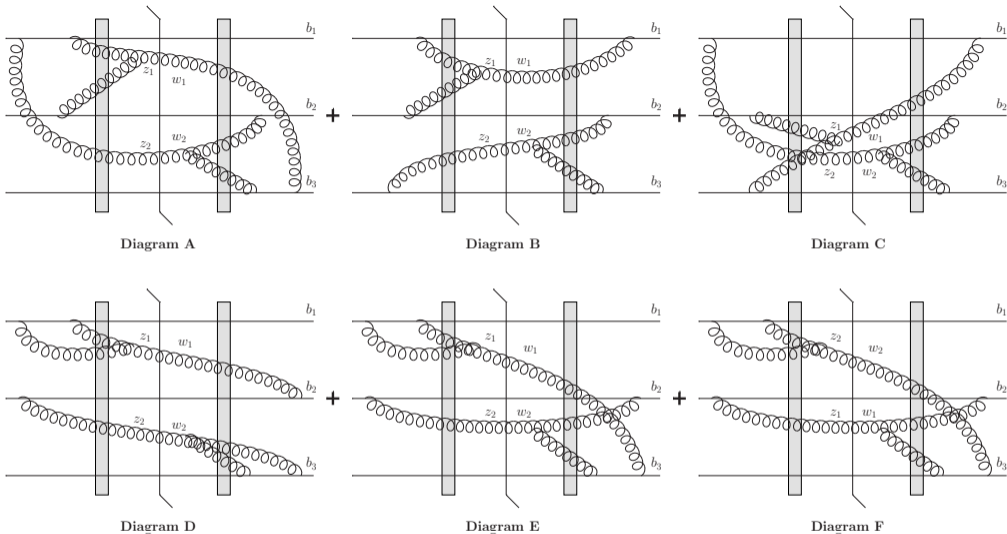 b₁ b₁ b₁
z₁ w₁ z₁ w₁
b₂ b₂ b₂
z₁
z₂ w₂ z₂ w₂ w₁
z₂ w₂
b₃ b₃ b₃
Diagram A + Diagram B + Diagram C
b₁ b₁ b₁
z₁ w₁ z₁ w₁ z₂ w₂
b₂ b₂ b₂
z₂ w₂ z₂ w₂ z₁ w₁
b₃ b₃ b₃
Diagram D + Diagram E + Diagram F